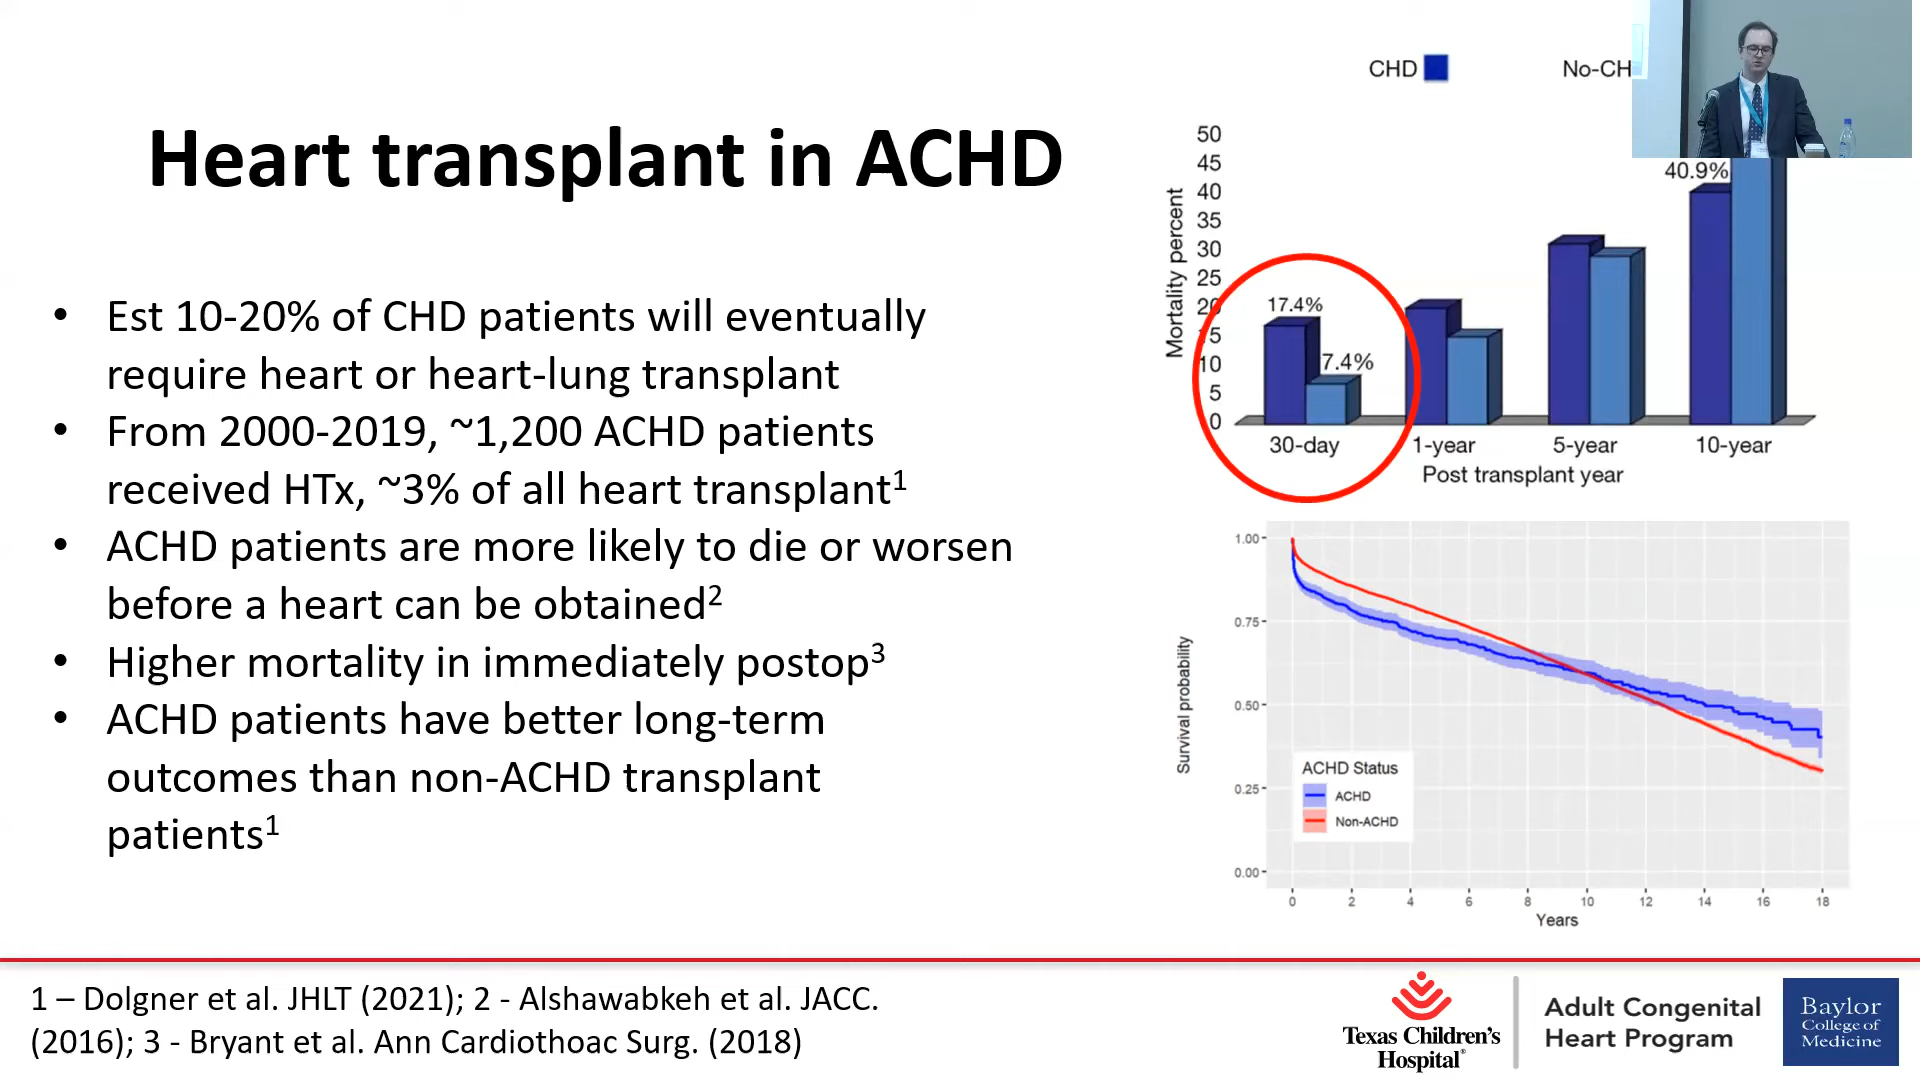 Heart transplant in ACHD
• Est 10-20% of CHD patients will eventually
require heart or heart-lung transplant
• From 2000-2019, ~1,200 ACHD patients
received HTx, ~3% of all heart transplant1
• ACHD patients are more likely to die or worsen
before a heart can be obtained2
• Higher mortality in immediately postop3
• ACHD patients have better long-term
outcomes than non-ACHD transplant
patients1
CHD
No-CH
Mortality percent
50
45
40
35
30
25
20
5
10
5
0
17.4%
7.4%
40.9%
30-day 1-year 5-year 10-year
Post transplant year
Survival probability
1.00
0.75
0.50
0.25
0.00
ACHD Status
ACHD
Non-ACHD
0 2 4 6 8 10 12 14 16 18
Years
1 – Dolgner et al. JHLT (2021); 2 - Alshawabkeh et al. JACC.
(2016); 3 - Bryant et al. Ann Cardiothoac Surg. (2018)
Texas Children's
Hospital®
Adult Congenital
Heart Program
Baylor
College of
Medicine